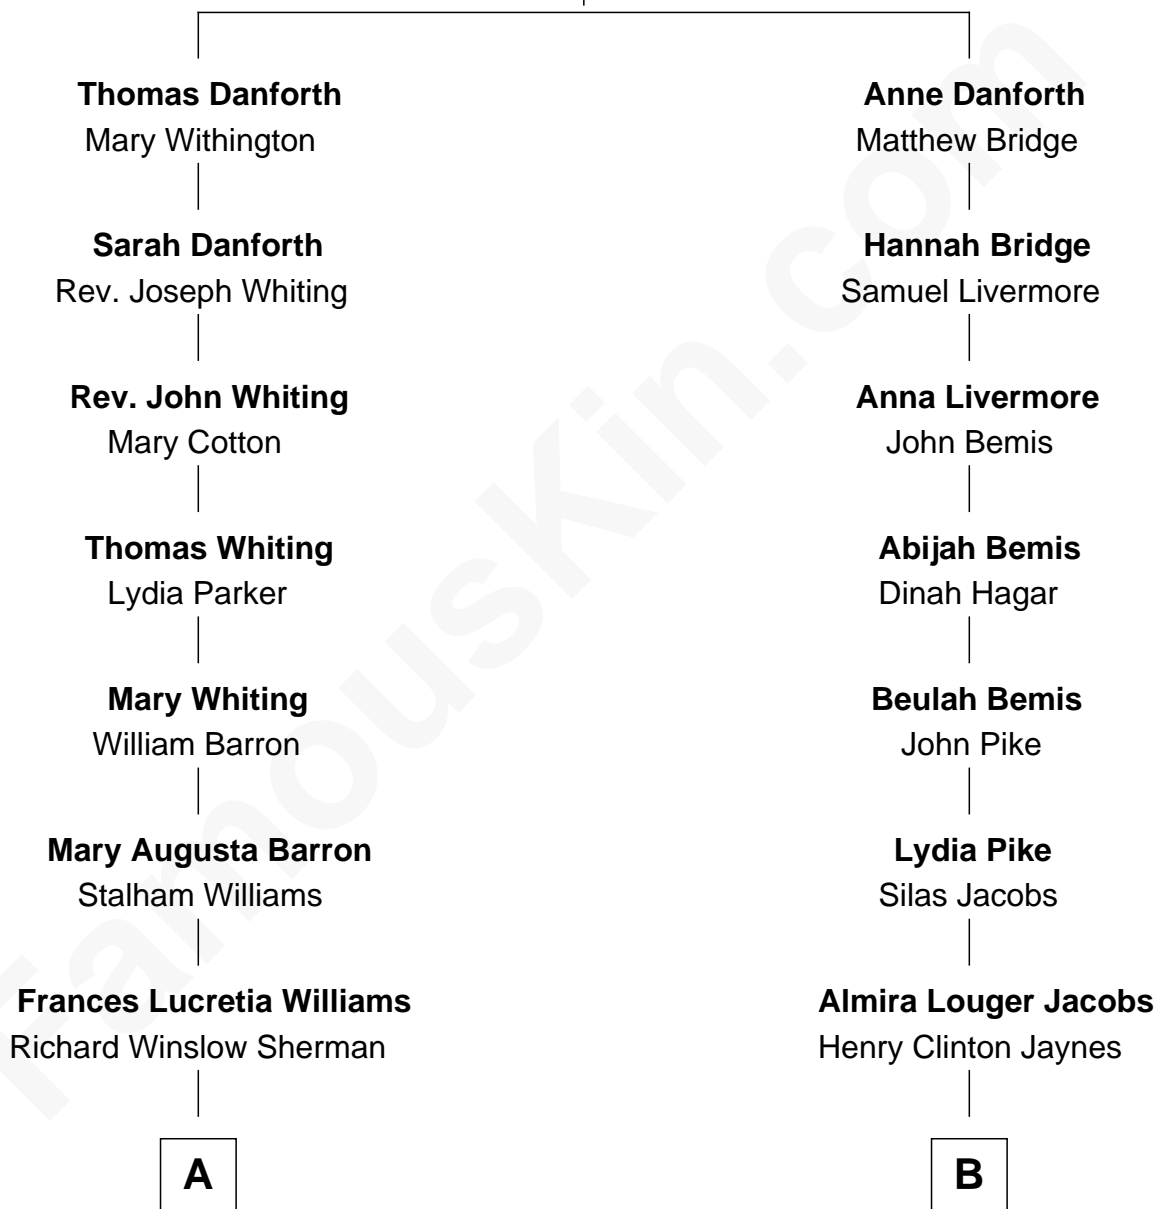 Thomas Danforth
Mary Withington
Sarah Danforth
Rev. Joseph Whiting
Rev. John Whiting
Mary Cotton
Thomas Whiting
Lydia Parker
Mary Whiting
William Barron
Mary Augusta Barron
Stalham Williams
Frances Lucretia Williams
Richard Winslow Sherman
A
Anne Danforth
Matthew Bridge
Hannah Bridge
Samuel Livermore
Anna Livermore
John Bemis
Abijah Bemis
Dinah Hagar
Beulah Bemis
John Pike
Lydia Pike
Silas Jacobs
Almira Louger Jacobs
Henry Clinton Jaynes
B
FamousKin.com